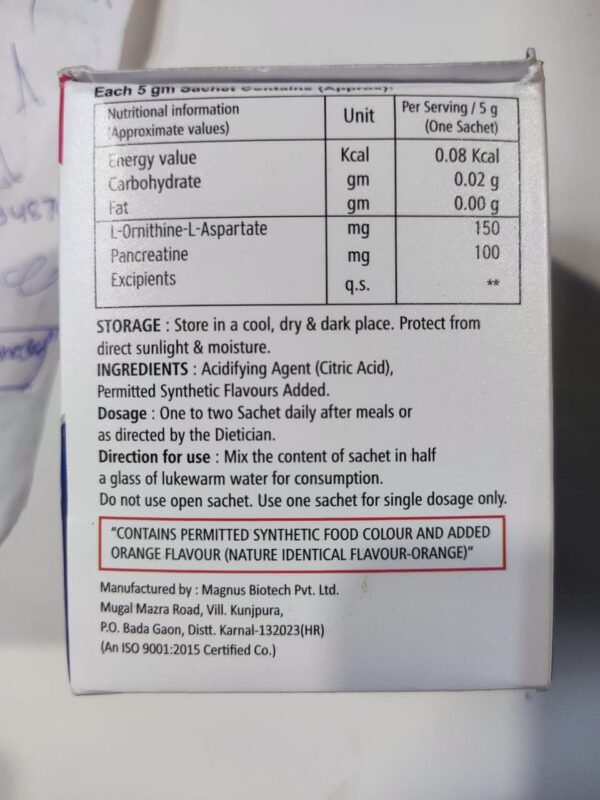 Each 5 gm Sachet Contains (Approx):
Nutritional information Unit Per Serving / 5 g
(Approximate values) (One Sachet)
Energy value Kcal 0.08 Kcal
Carbohydrate gm 0.02 g
Fat gm 0.00 g
L-Ornithine-L-Aspartate mg 150
Pancreatine mg 100
Excipients q.s. **
STORAGE : Store in a cool, dry & dark place. Protect from
direct sunlight & moisture.
INGREDIENTS : Acidifying Agent (Citric Acid),
Permitted Synthetic Flavours Added.
Dosage : One to two Sachet daily after meals or
as directed by the Dietician.
Direction for use : Mix the content of sachet in half
a glass of lukewarm water for consumption.
Do not use open sachet. Use one sachet for single dosage only.
"CONTAINS PERMITTED SYNTHETIC FOOD COLOUR AND ADDED
ORANGE FLAVOUR (NATURE IDENTICAL FLAVOUR-ORANGE)"
Manufactured by : Magnus Biotech Pvt. Ltd.
Mugal Mazra Road, Vill. Kunjpura,
P.O. Bada Gaon, Distt. Karnal-132023(HR)
(An ISO 9001:2015 Certified Co.)